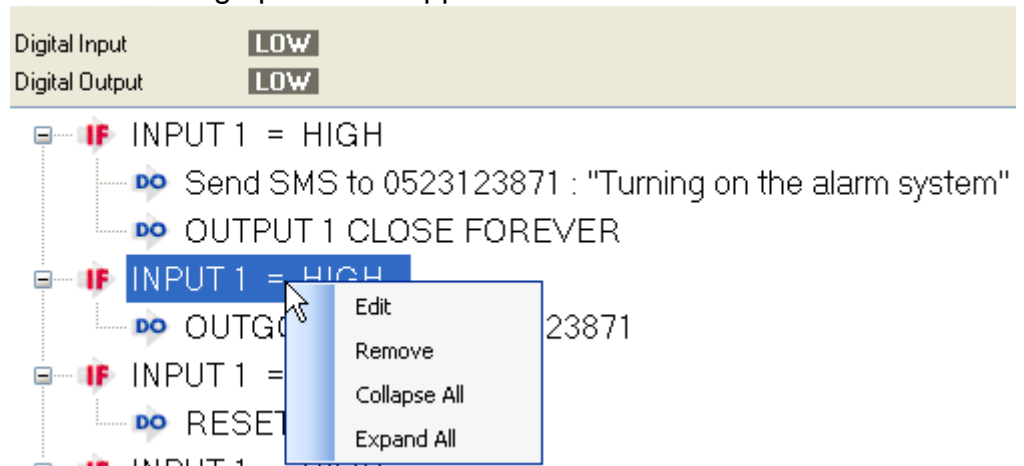 Digital Input LOW
Digital Output LOW
IF INPUT 1 = HIGH
DO Send SMS to 0523123871 : "Turning on the alarm system"
DO OUTPUT 1 CLOSE FOREVER
IF INPUT 1 = HIGH
Edit
DO 23871
Remove
IF INPUT 1 =
Collapse All
DO RESET
Expand All
INPUT 1